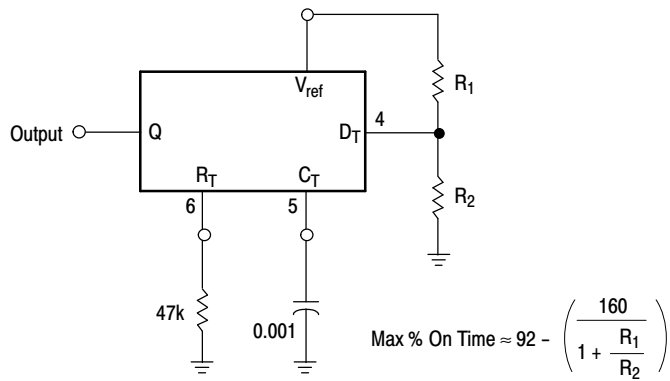 Vref
R1
4
Output
Q
DT
RT
CT
R2
6
5
47k
0.001
Max % On Time ≈ 92 – (160 / (1 + R1 / R2))